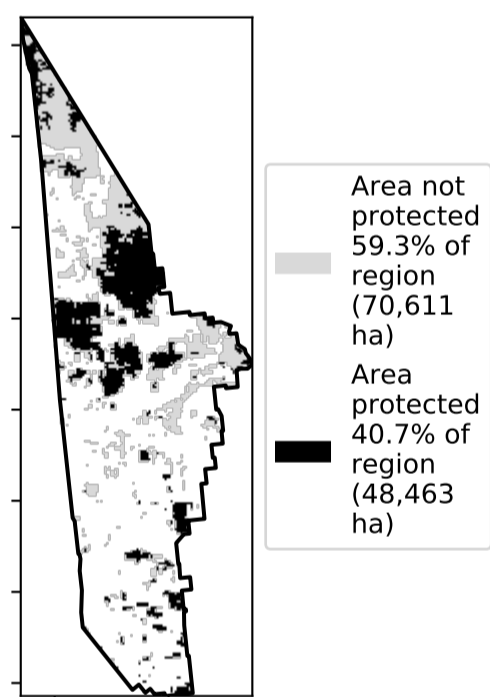 Area not
protected
59.3% of
region
(70,611
ha)
Area
protected
40.7% of
region
(48,463
ha)